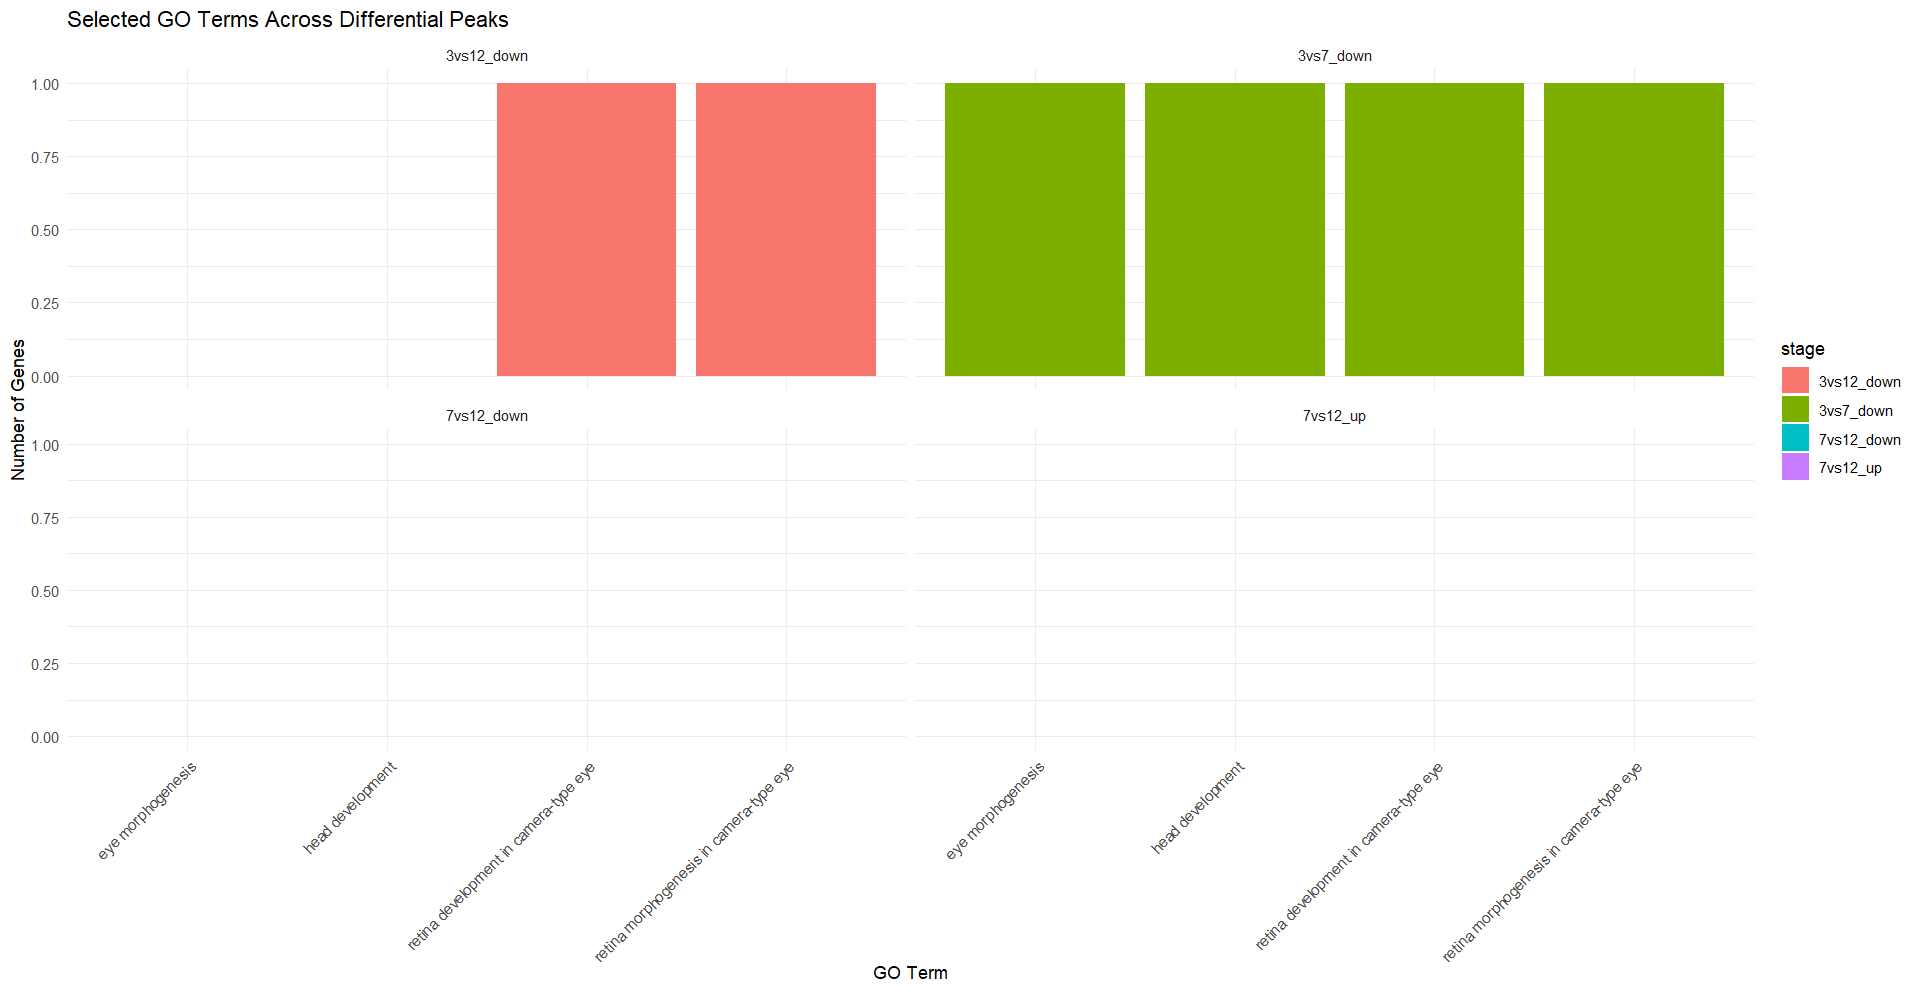 Selected GO Terms Across Differential Peaks
3vs12_down
3vs7_down
1.00
0.75
0.50
0.25
0.00
7vs12_down
7vs12_up
1.00
0.75
0.50
0.25
0.00
Number of Genes
eye morphogenesis
head development
retina development in camera-type eye
retina morphogenesis in camera-type eye
eye morphogenesis
head development
retina development in camera-type eye
retina morphogenesis in camera-type eye
GO Term
stage
3vs12_down
3vs7_down
7vs12_down
7vs12_up